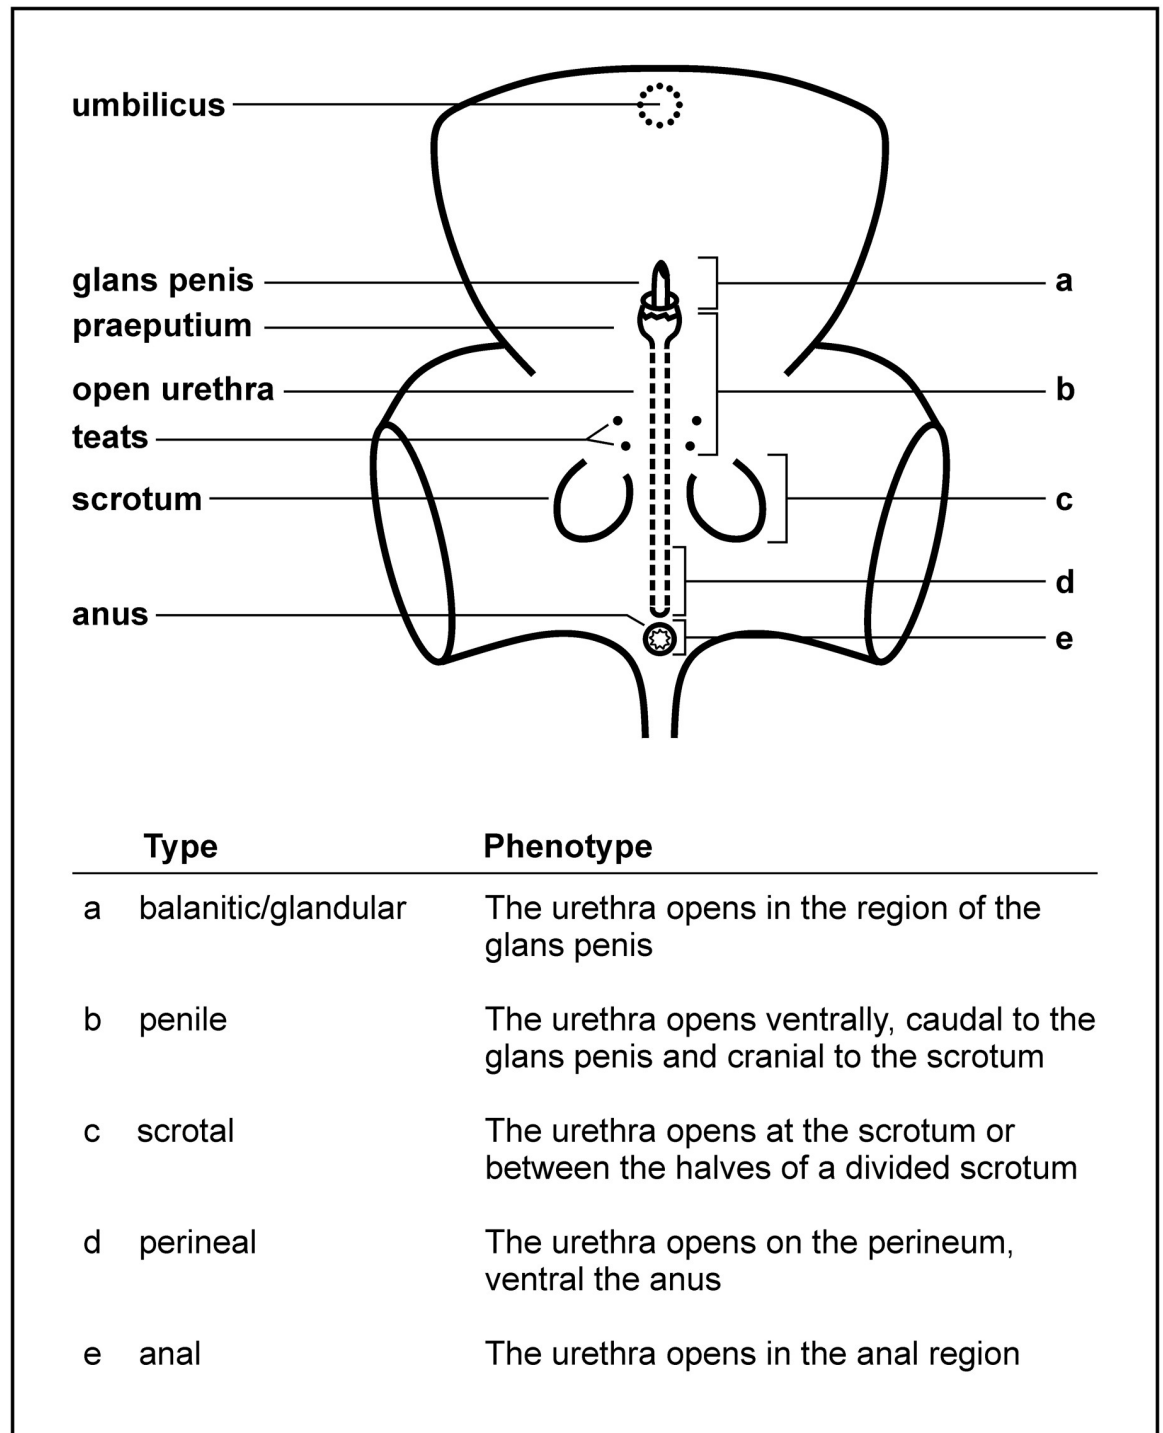 umbilicus
glans penis
a
praeputium
open urethra
b
teats
scrotum
c
d
anus
e
Type Phenotype
a balanitic/glandular The urethra opens in the region of the
glans penis
b penile The urethra opens ventrally, caudal to the
glans penis and cranial to the scrotum
c scrotal The urethra opens at the scrotum or
between the halves of a divided scrotum
d perineal The urethra opens on the perineum,
ventral the anus
e anal The urethra opens in the anal region